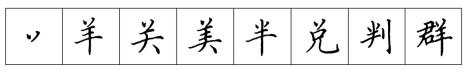 丷 羊 关 美 半 兑 判 群